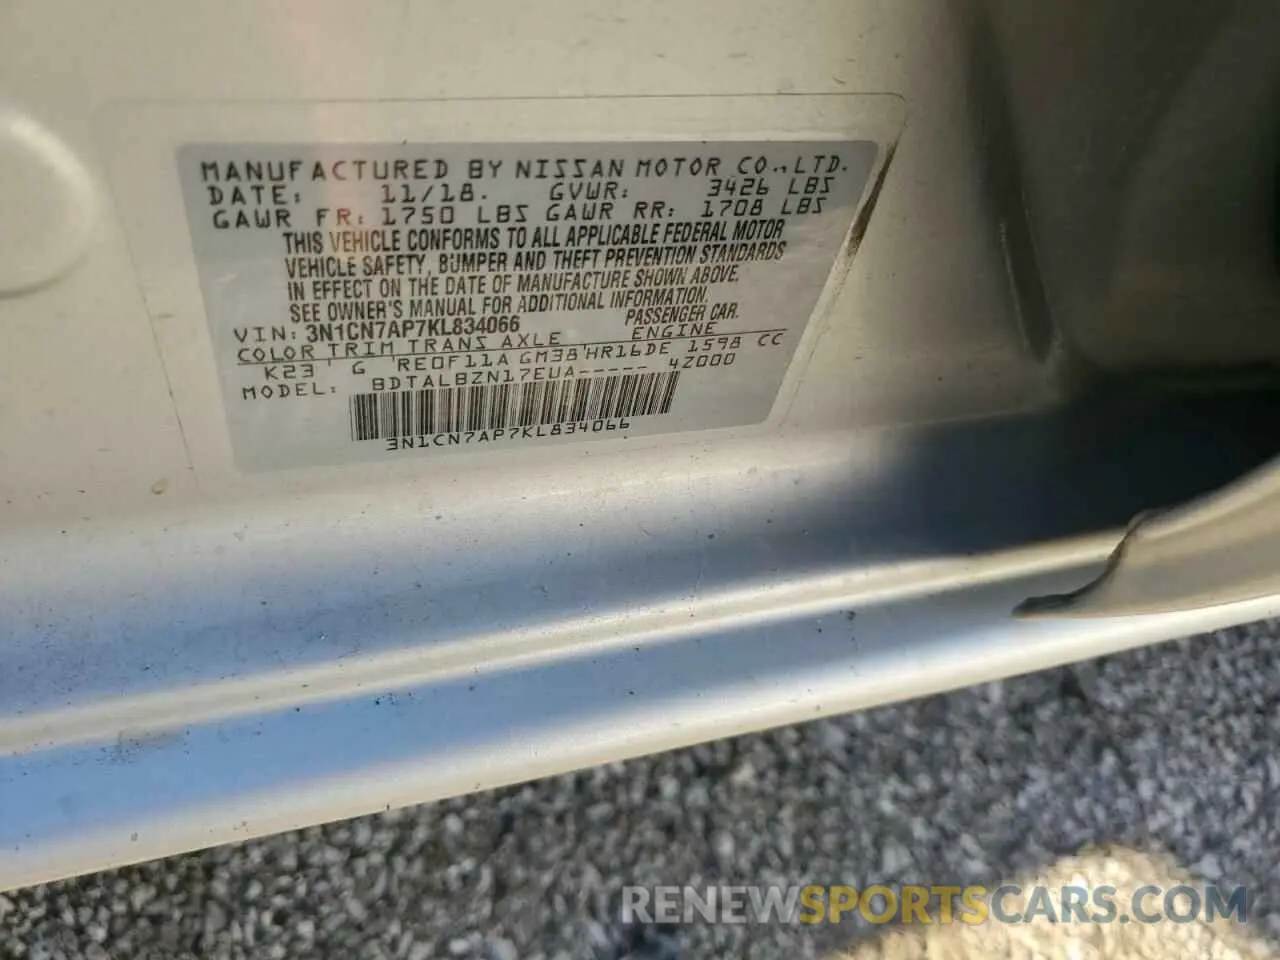 MANUFACTURED BY NISSAN MOTOR CO., LTD.
DATE: 11/18. GVWR: 3426 LBS
GAWR FR: 1750 LBS GAWR RR: 1708 LBS
THIS VEHICLE CONFORMS TO ALL APPLICABLE FEDERAL MOTOR
VEHICLE SAFETY, BUMPER AND THEFT PREVENTION STANDARDS
IN EFFECT ON THE DATE OF MANUFACTURE SHOWN ABOVE.
SEE OWNER'S MANUAL FOR ADDITIONAL INFORMATION.
VIN: 3N1CN7AP7KL834066 PASSENGER CAR.
COLOR TRIM TRANS AXLE ENGINE
K23 G RE0F11A GM38 HR16DE 1598 CC
MODEL: BDTALBZN17EUA----- 42000
3N1CN7AP7KL834066
RENEWSPORTSCARS.COM